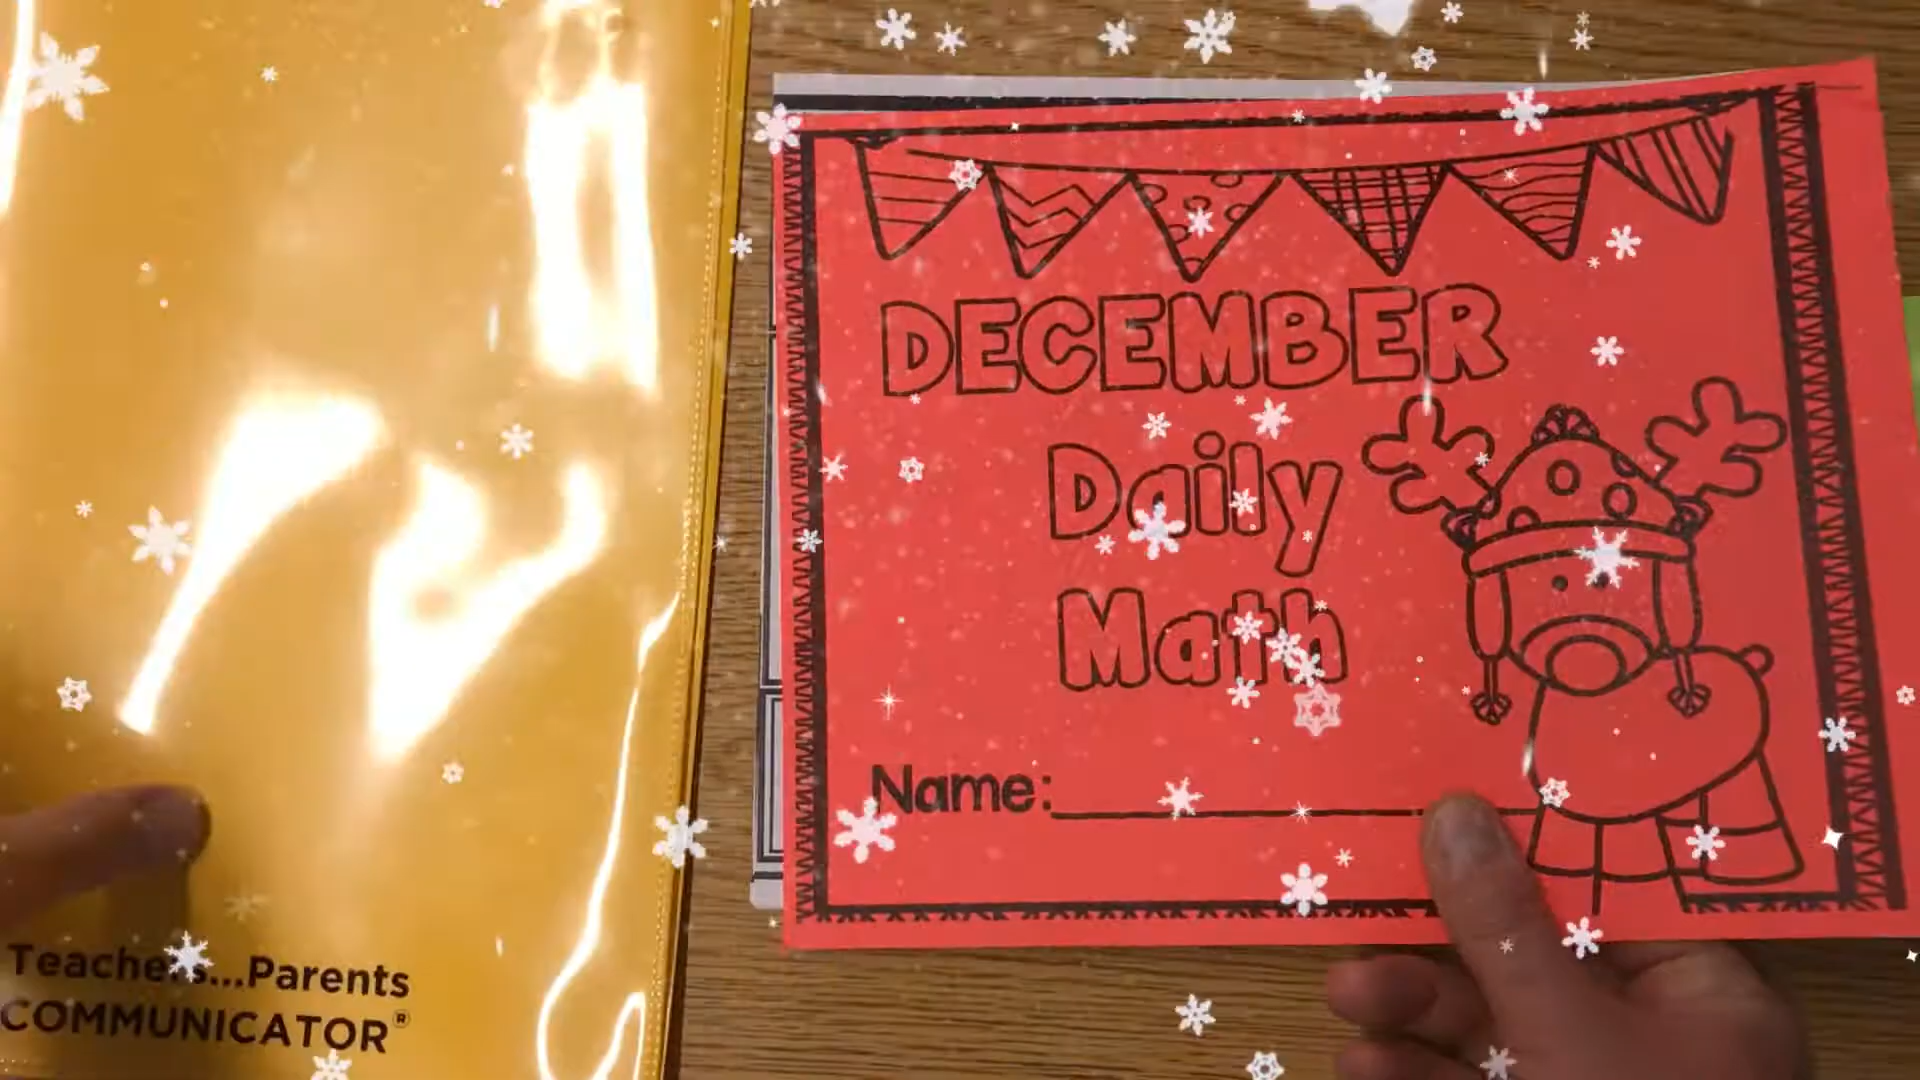 Teachers...Parents
COMMUNICATOR®
DECEMBER
Daily
Math
Name: